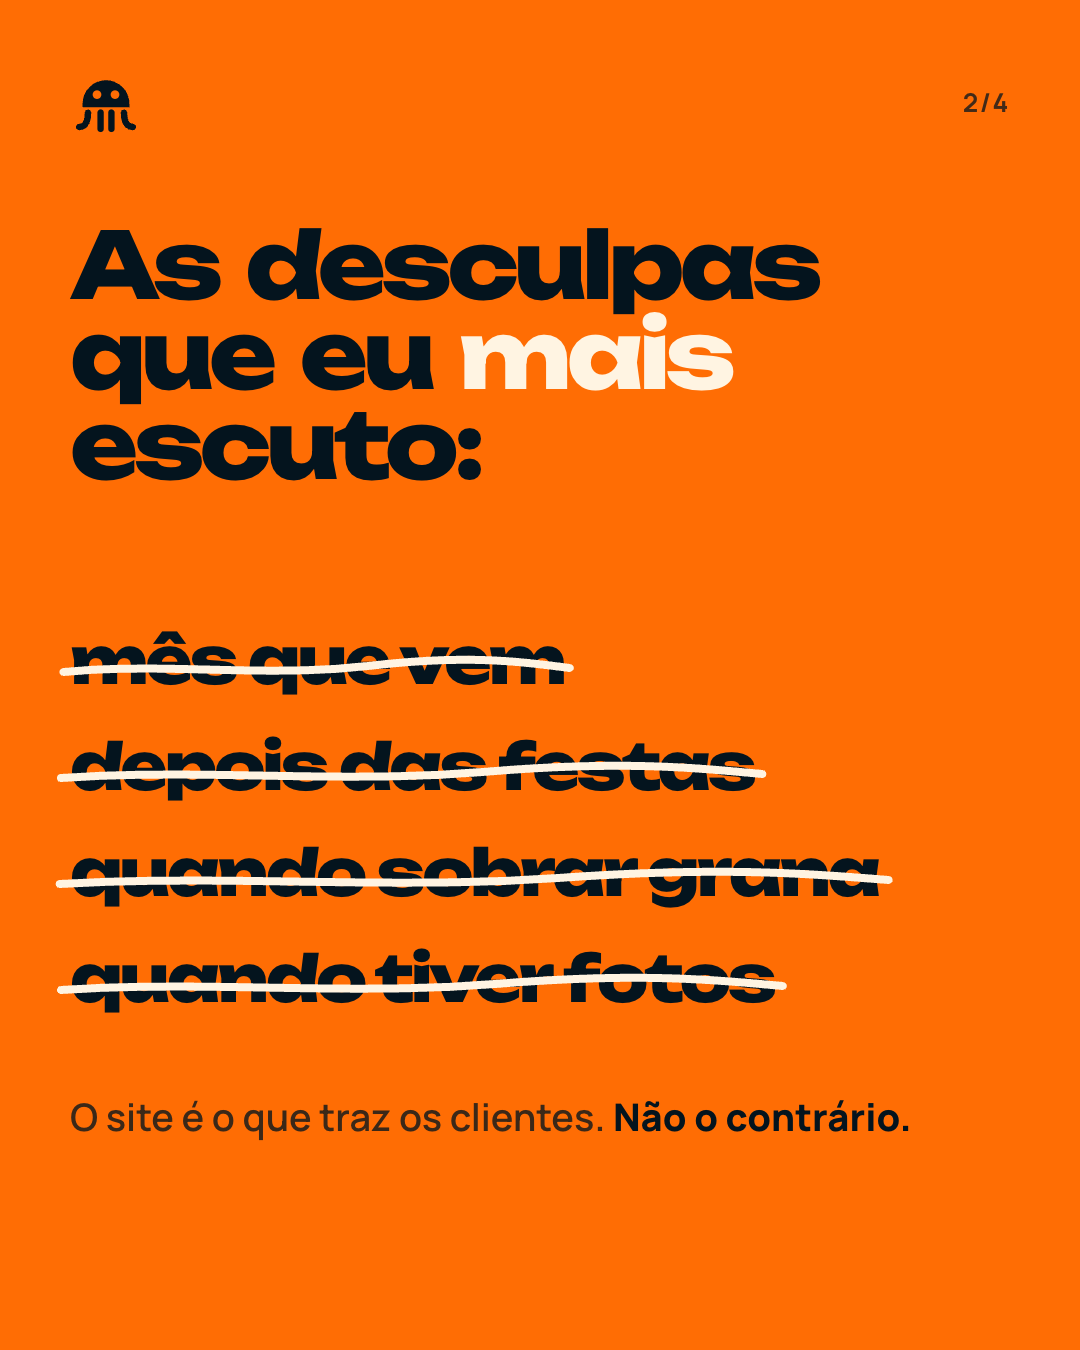 2/4
As desculpas
que eu mais
escuto:
mês que vem
depois das festas
quando sobrar grana
quando tiver fotos
O site é o que traz os clientes. Não o contrário.